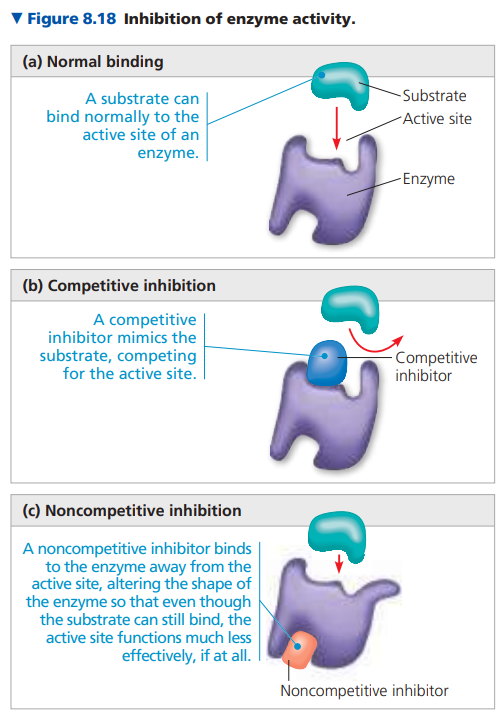 ▼ Figure 8.18 Inhibition of enzyme activity.
(a) Normal binding
A substrate can
bind normally to the
active site of an
enzyme.
Substrate
Active site
Enzyme
(b) Competitive inhibition
A competitive
inhibitor mimics the
substrate, competing
for the active site.
Competitive
inhibitor
(c) Noncompetitive inhibition
A noncompetitive inhibitor binds
to the enzyme away from the
active site, altering the shape of
the enzyme so that even though
the substrate can still bind, the
active site functions much less
effectively, if at all.
Noncompetitive inhibitor